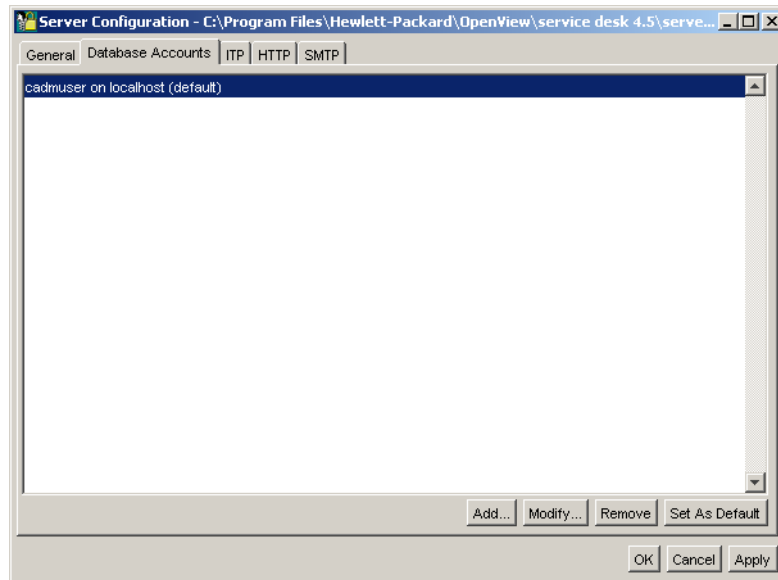 Server Configuration - C:\Program Files\Hewlett-Packard\OpenView\service desk 4.5\serve...
General Database Accounts ITP HTTP SMTP
cadmuser on localhost (default)
Add... Modify... Remove Set As Default
OK Cancel Apply